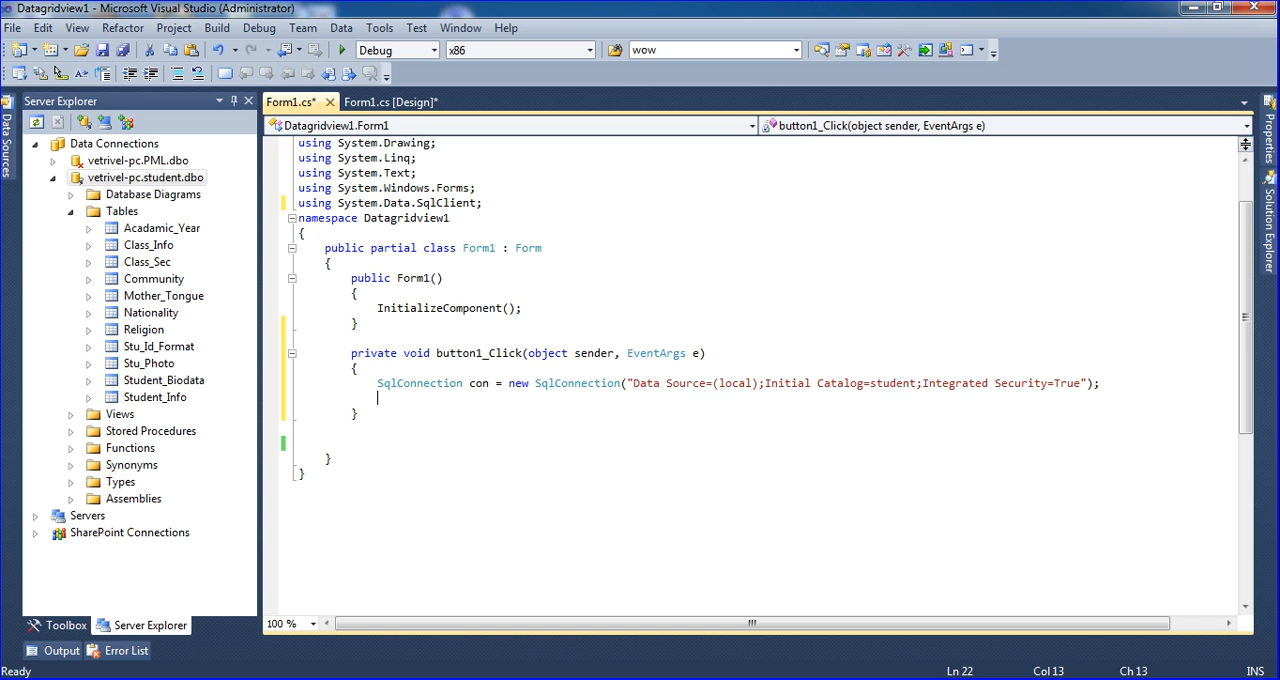 Datagridview1 - Microsoft Visual Studio (Administrator)
File Edit View Refactor Project Build Debug Team Data Tools Test Window Help
Debug x86 wow
Data Sources
Server Explorer
Data Connections
vetrivel-pc.PML.dbo
vetrivel-pc.student.dbo
Database Diagrams
Tables
Acadamic_Year
Class_Info
Class_Sec
Community
Mother_Tongue
Nationality
Religion
Stu_Id_Format
Stu_Photo
Student_Biodata
Student_Info
Views
Stored Procedures
Functions
Synonyms
Types
Assemblies
Servers
SharePoint Connections
Toolbox Server Explorer
Form1.cs* Form1.cs [Design]*
Datagridview1.Form1 button1_Click(object sender, EventArgs e)
using System.Drawing;
using System.Linq;
using System.Text;
using System.Windows.Forms;
using System.Data.SqlClient;
namespace Datagridview1
{
public partial class Form1 : Form
{
public Form1()
{
InitializeComponent();
}
private void button1_Click(object sender, EventArgs e)
{
SqlConnection con = new SqlConnection("Data Source=(local);Initial Catalog=student;Integrated Security=True");
}
}
}
100 %
Properties
Solution Explorer
Output Error List
Ready Ln 22 Col 13 Ch 13 INS